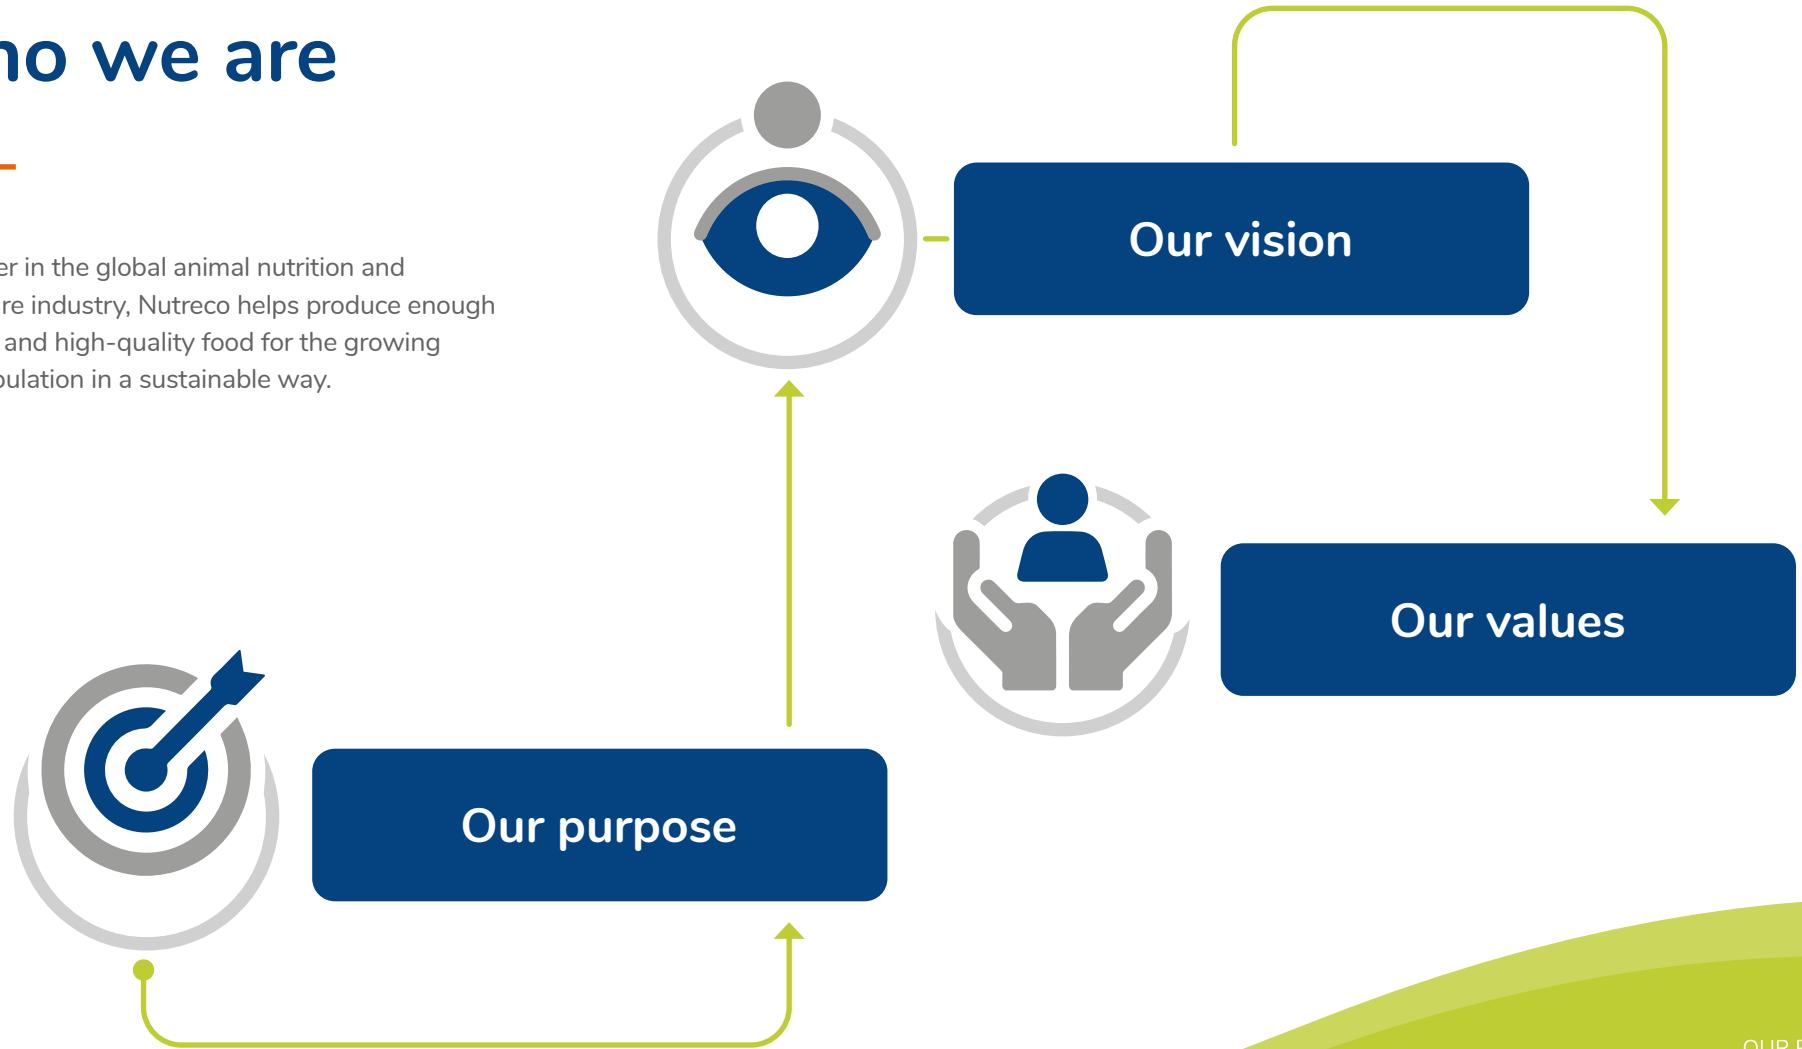 no we are
er in the global animal nutrition and
re industry, Nutreco helps produce enough
and high-quality food for the growing
pulation in a sustainable way.
Our vision
Our values
Our purpose
OUR